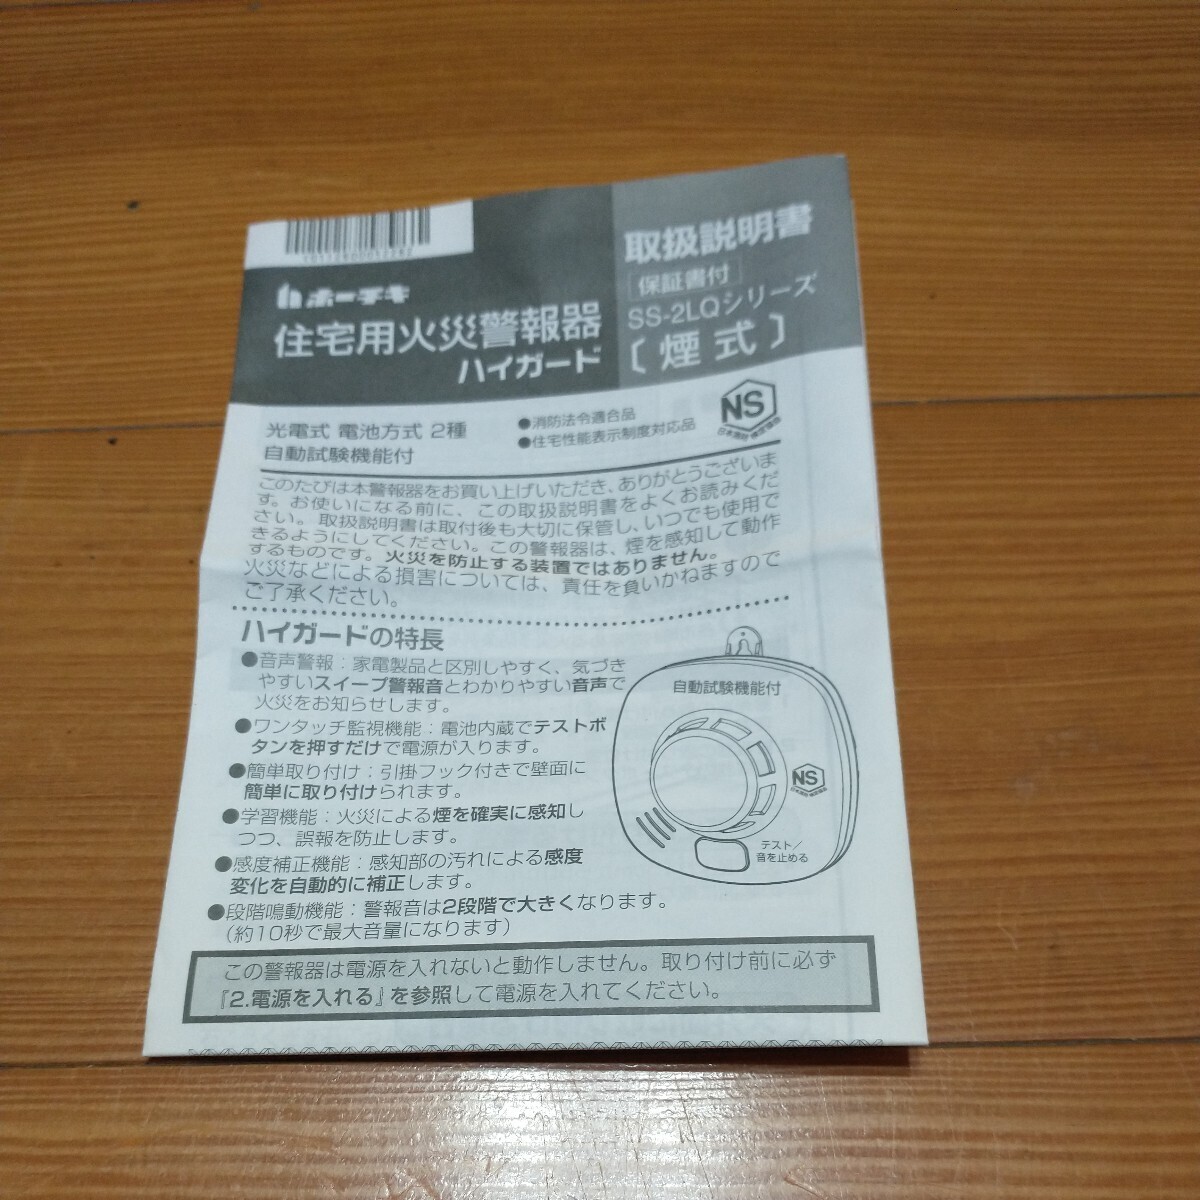 ホーチキ
住宅用火災警報器
ハイガード
取扱説明書
保証書付
SS-2LQシリーズ
〔煙式〕
光電式 電池方式 2種
自動試験機能付
●消防法令適合品
●住宅性能表示制度対応品
NS
このたびは本警報器をお買い上げいただき、ありがとうございま
す。お使いになる前に、この取扱説明書をよくお読みくだ
さい。取扱説明書は取付後も大切に保管し、いつでも使用で
きるようにしてください。この警報器は、煙を感知して動作
するものです。火災を防止する装置ではありません。
火災などによる損害については、責任を負いかねますので
ご了承ください。
ハイガードの特長
●音声警報：家電製品と区別しやすく、気づき
やすいスイープ警報音とわかりやすい音声で
火災をお知らせします。
●ワンタッチ監視機能：電池内蔵でテストボ
タンを押すだけで電源が入ります。
●簡単取り付け：引掛フック付きで壁面に
簡単に取り付けられます。
●学習機能：火災による煙を確実に感知し
つつ、誤報を防止します。
●感度補正機能：感知部の汚れによる感度
変化を自動的に補正します。
●段階鳴動機能：警報音は2段階で大きくなります。
（約10秒で最大音量になります）
自動試験機能付
NS
テスト／
音を止める
この警報器は電源を入れないと動作しません。取り付け前に必ず
『2.電源を入れる』を参照して電源を入れてください。